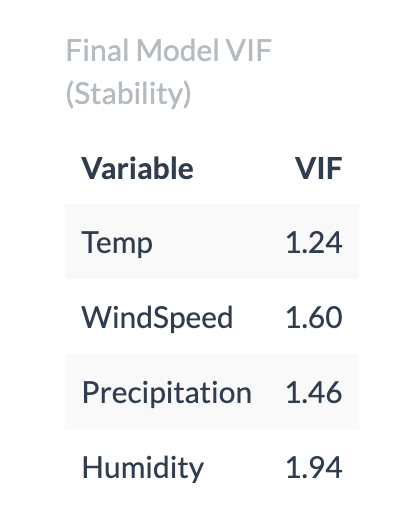 Final Model VIF
(Stability)
Variable VIF
Temp 1.24
WindSpeed 1.60
Precipitation 1.46
Humidity 1.94